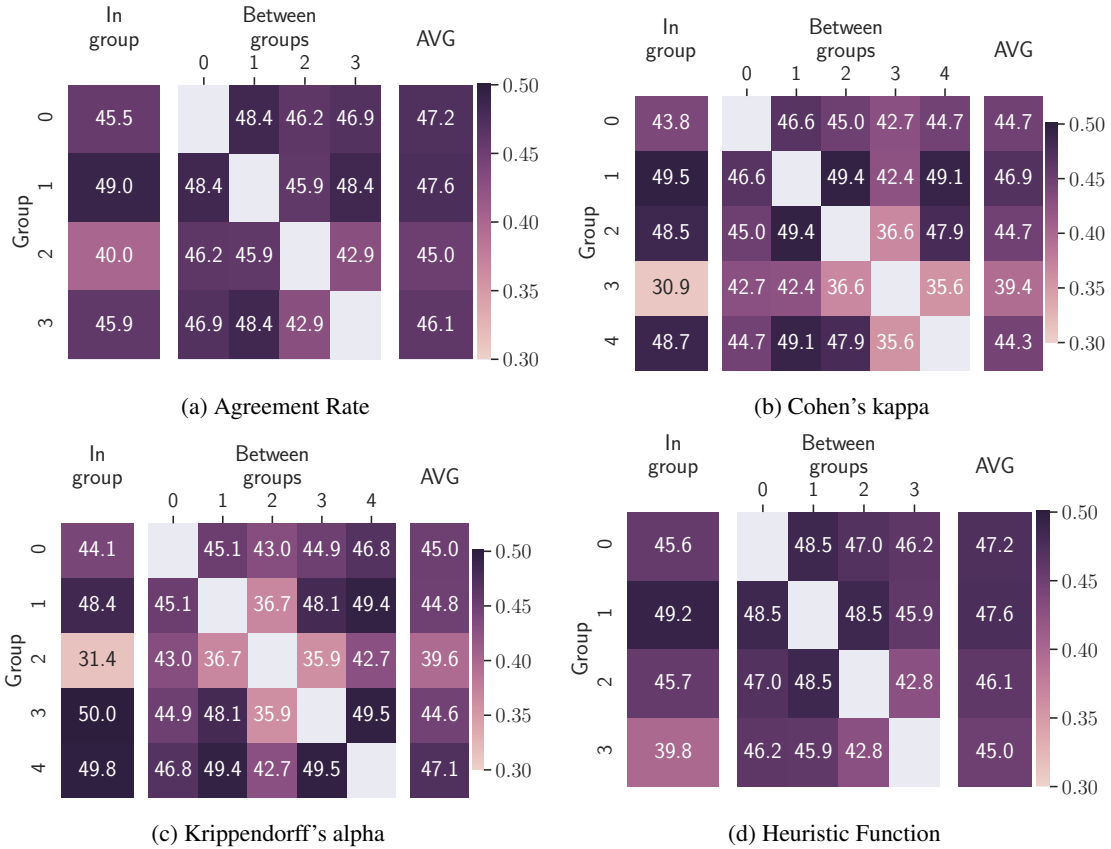 In
group
Between
groups
AVG
0 1 2 3
Group
0 45.5 48.4 46.2 46.9 47.2
1 49.0 48.4 45.9 48.4 47.6
2 40.0 46.2 45.9 42.9 45.0
3 45.9 46.9 48.4 42.9 46.1
0.50
0.45
0.40
0.35
0.30
(a) Agreement Rate
In
group
Between
groups
AVG
0 1 2 3 4
Group
0 43.8 46.6 45.0 42.7 44.7 44.7
1 49.5 46.6 49.4 42.4 49.1 46.9
2 48.5 45.0 49.4 36.6 47.9 44.7
3 30.9 42.7 42.4 36.6 35.6 39.4
4 48.7 44.7 49.1 47.9 35.6 44.3
0.50
0.45
0.40
0.35
0.30
(b) Cohen's kappa
In
group
Between
groups
AVG
0 1 2 3 4
Group
0 44.1 45.1 43.0 44.9 46.8 45.0
1 48.4 45.1 36.7 48.1 49.4 44.8
2 31.4 43.0 36.7 35.9 42.7 39.6
3 50.0 44.9 48.1 35.9 49.5 44.6
4 49.8 46.8 49.4 42.7 49.5 47.1
0.50
0.45
0.40
0.35
0.30
(c) Krippendorff's alpha
In
group
Between
groups
AVG
0 1 2 3
Group
0 45.6 48.5 47.0 46.2 47.2
1 49.2 48.5 48.5 45.9 47.6
2 45.7 47.0 48.5 42.8 46.1
3 39.8 46.2 45.9 42.8 45.0
0.50
0.45
0.40
0.35
0.30
(d) Heuristic Function